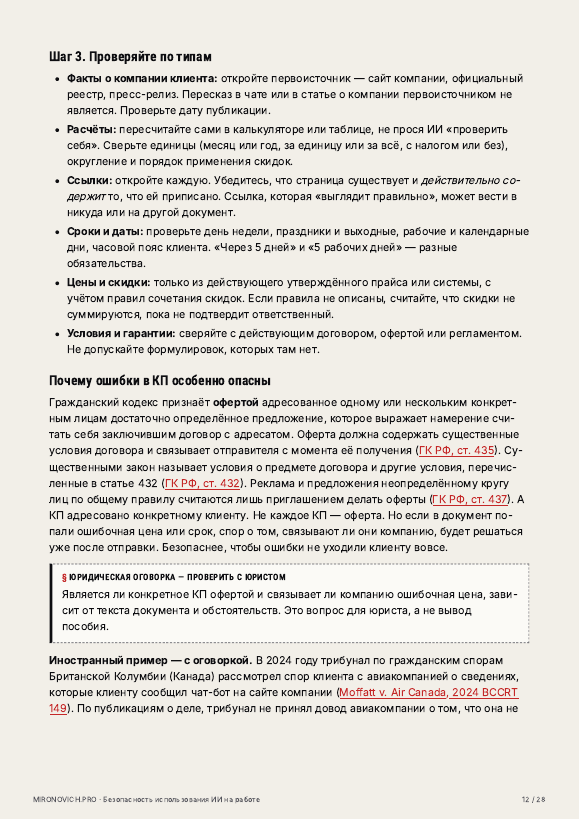 Шаг 3. Проверяйте по типам
• Факты о компании клиента: откройте первоисточник — сайт компании, официальный
реестр, пресс-релиз. Пересказ в чате или в статье о компании первоисточником не
является. Проверьте дату публикации.
• Расчёты: пересчитайте сами в калькуляторе или таблице, не прося ИИ «проверить
себя». Сверьте единицы (месяц или год, за единицу или за всё, с налогом или без),
округление и порядок применения скидок.
• Ссылки: откройте каждую. Убедитесь, что страница существует и действительно со-
держит то, что ей приписано. Ссылка, которая «выглядит правильно», может вести в
никуда или на другой документ.
• Сроки и даты: проверьте день недели, праздники и выходные, рабочие и календарные
дни, часовой пояс клиента. «Через 5 дней» и «5 рабочих дней» — разные
обязательства.
• Цены и скидки: только из действующего утверждённого прайса или системы, с
учётом правил сочетания скидок. Если правила не описаны, считайте, что скидки не
суммируются, пока не подтвердит ответственный.
• Условия и гарантии: сверяйте с действующим договором, офертой или регламентом.
Не допускайте формулировок, которых там нет.
Почему ошибки в КП особенно опасны
Гражданский кодекс признаёт офертой адресованное одному или нескольким конкрет-
ным лицам достаточно определённое предложение, которое выражает намерение счи-
тать себя заключившим договор с адресатом. Оферта должна содержать существенные
условия договора и связывает отправителя с момента её получения (ГК РФ, ст. 435). Су-
щественными закон называет условия о предмете договора и другие условия, перечис-
ленные в статье 432 (ГК РФ, ст. 432). Реклама и предложения неопределённому кругу
лиц по общему правилу считаются лишь приглашением делать оферты (ГК РФ, ст. 437). А
КП адресовано конкретному клиенту. Не каждое КП — оферта. Но если в документ по-
пали ошибочная цена или срок, спор о том, связывают ли они компанию, будет решаться
уже после отправки. Безопаснее, чтобы ошибки не уходили клиенту вовсе.
§ ЮРИДИЧЕСКАЯ ОГОВОРКА — ПРОВЕРИТЬ С ЮРИСТОМ
Является ли конкретное КП офертой и связывает ли компанию ошибочная цена, зави-
сит от текста документа и обстоятельств. Это вопрос для юриста, а не вывод
пособия.
Иностранный пример — с оговоркой. В 2024 году трибунал по гражданским спорам
Британской Колумбии (Канада) рассмотрел спор клиента с авиакомпанией о сведениях,
которые клиенту сообщил чат-бот на сайте компании (Moffatt v. Air Canada, 2024 BCCRT
149). По публикациям о деле, трибунал не принял довод авиакомпании о том, что она не
MIRONOVICH.PRO · Безопасность использования ИИ на работе
12 / 28